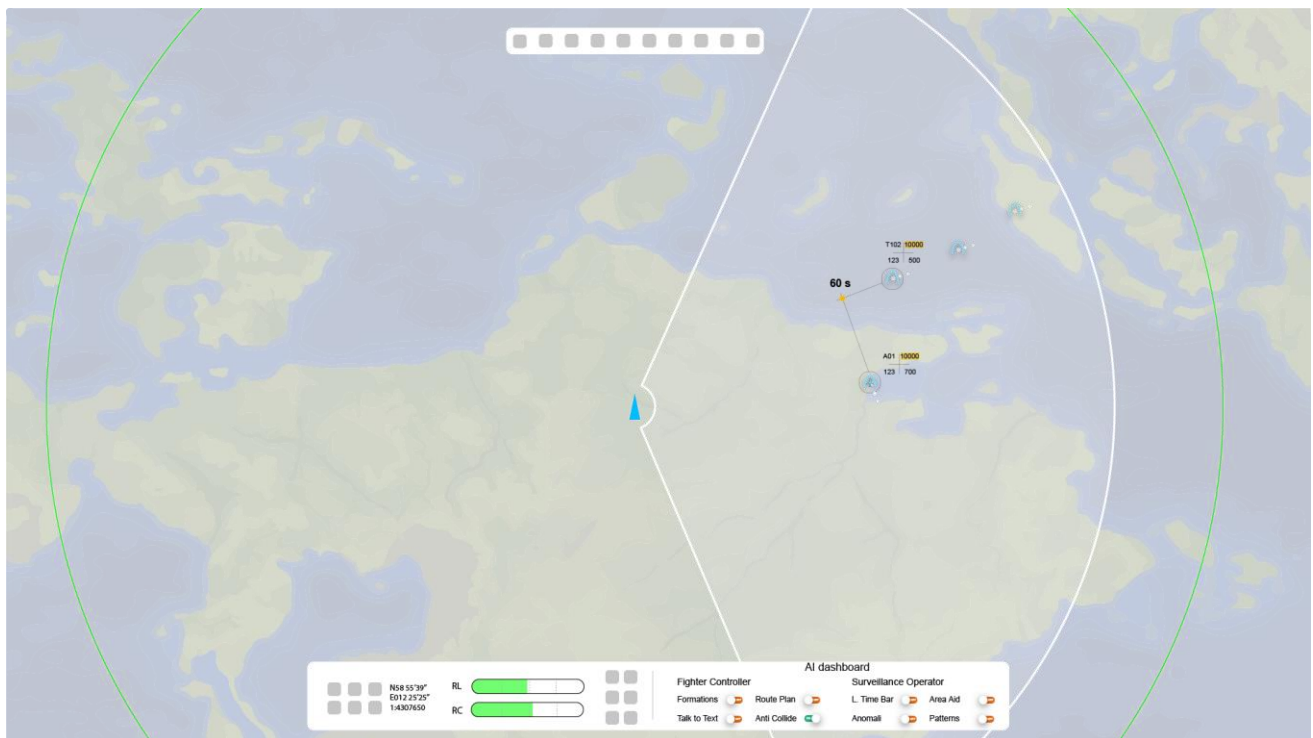 T102 10000
123 500
60 s
A01 10000
123 700
AI dashboard
N58 55'39"
E012 25'25"
1:4307650
RL
RC
Fighter Controller
Surveillance Operator
Formations Route Plan L. Time Bar Area Aid
Talk to Text Anti Collide Anomali Patterns